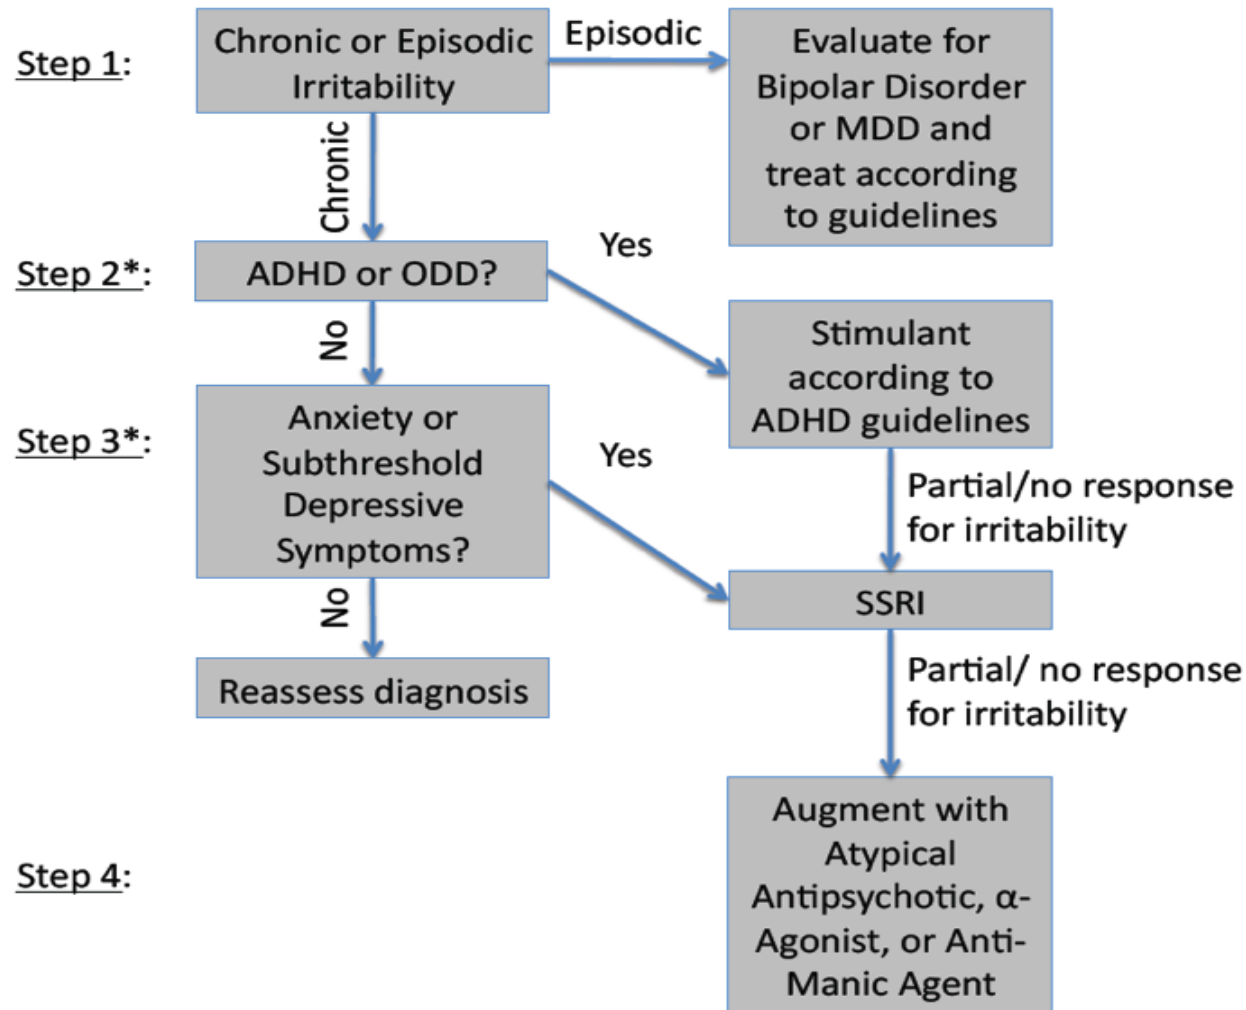 Step 1:
Chronic or Episodic
Irritability
Episodic
Evaluate for
Bipolar Disorder
or MDD and
treat according
to guidelines
Chronic
Step 2*:
ADHD or ODD?
Yes
Stimulant
according to
ADHD guidelines
No
Step 3*:
Anxiety or
Subthreshold
Depressive
Symptoms?
Yes
Partial/no response
for irritability
SSRI
No
Reassess diagnosis
Partial/ no response
for irritability
Step 4:
Augment with
Atypical
Antipsychotic, α-
Agonist, or Anti-
Manic Agent